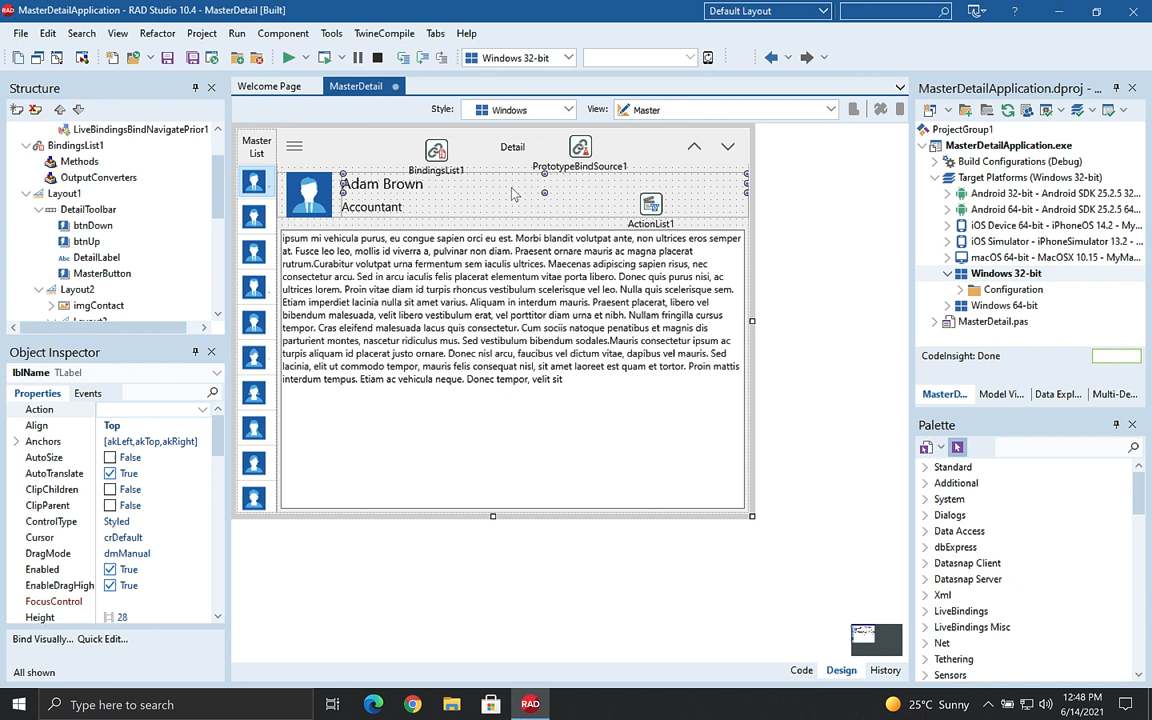 MasterDetailApplication - RAD Studio 10.4 - MasterDetail [Built]
Default Layout
File Edit Search View Refactor Project Run Component Tools TwineCompile Tabs Help
Windows 32-bit
Structure
LiveBindingsBindNavigatePrior1
BindingsList1
Methods
OutputConverters
Layout1
DetailToolbar
btnDown
btnUp
Abc DetailLabel
MasterButton
Layout2
imgContact
Object Inspector
lblName TLabel
Properties Events
Action
Align Top
Anchors [akLeft,akTop,akRight]
AutoSize False
AutoTranslate True
ClipChildren False
ClipParent False
ControlType Styled
Cursor crDefault
DragMode dmManual
Enabled True
EnableDragHigh True
FocusControl
Height 28
Bind Visually... Quick Edit...
All shown
Welcome Page MasterDetail
Style: Windows View: Master
Master List
Detail
BindingsList1
PrototypeBindSource1
Adam Brown
Accountant
ActionList1
ipsum mi vehicula purus, eu congue sapien orci eu est. Morbi blandit volutpat ante, non ultrices eros semper
at. Fusce leo leo, mollis id viverra a, pulvinar non diam. Praesent ornare mauris ac magna placerat
rutrum.Curabitur volutpat urna fermentum sem iaculis ultrices. Maecenas adipiscing sapien risus, nec
consectetur arcu. Sed in arcu iaculis felis placerat elementum vitae porta libero. Donec quis purus nisi, ac
ultrices lorem. Proin vitae diam id turpis rhoncus vestibulum scelerisque vel leo. Nulla quis scelerisque sem.
Etiam imperdiet lacinia nulla sit amet varius. Aliquam in interdum mauris. Praesent placerat, libero vel
bibendum malesuada, velit libero vestibulum erat, vel porttitor diam urna et nibh. Nullam fringilla cursus
tempor. Cras eleifend malesuada lacus quis consectetur. Cum sociis natoque penatibus et magnis dis
parturient montes, nascetur ridiculus mus. Sed vestibulum bibendum sodales.Mauris consectetur ipsum ac
turpis aliquam id placerat justo ornare. Donec nisl arcu, faucibus vel dictum vitae, dapibus vel mauris. Sed
lacinia, elit ut commodo tempor, mauris felis consequat nisl, sit amet laoreet est quam et tortor. Proin mattis
interdum tempus. Etiam ac vehicula neque. Donec tempor, velit sit
Code Design History
MasterDetailApplication.dproj - ...
ProjectGroup1
MasterDetailApplication.exe
Build Configurations (Debug)
Target Platforms (Windows 32-bit)
Android 32-bit - Android SDK 25.2.5 32...
Android 64-bit - Android SDK 25.2.5 64...
iOS Device 64-bit - iPhoneOS 14.2 - My...
iOS Simulator - iPhoneSimulator 13.2 - ...
macOS 64-bit - MacOSX 10.15 - MyMa...
Windows 32-bit
Configuration
Windows 64-bit
MasterDetail.pas
CodeInsight: Done
MasterD... Model Vi... Data Expl... Multi-De...
Palette
Standard
Additional
System
Dialogs
Data Access
dbExpress
Datasnap Client
Datasnap Server
Xml
LiveBindings
LiveBindings Misc
Net
Tethering
Sensors
Type here to search
RAD
25°C Sunny
12:48 PM
6/14/2021